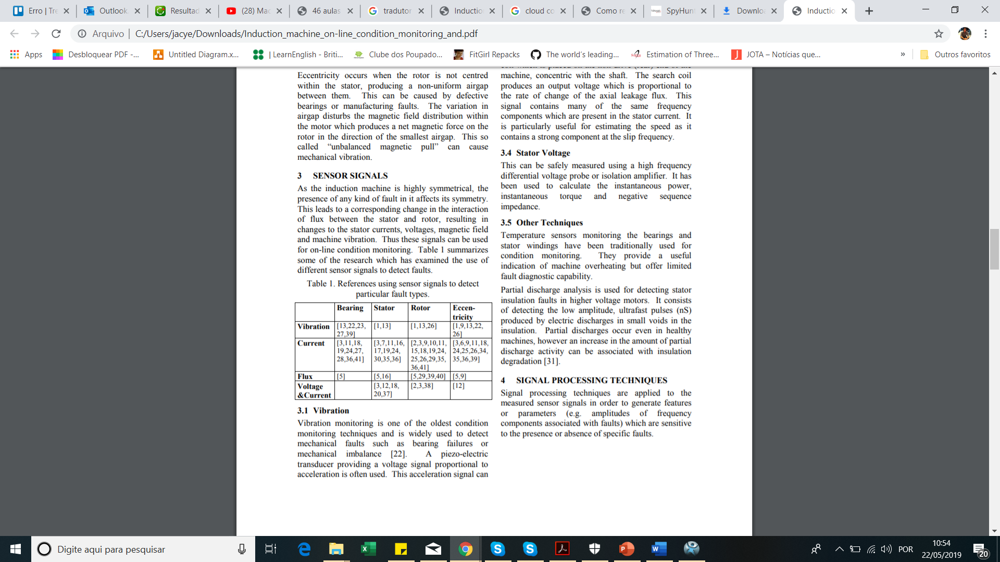 Ero | Tre
Outlook.
Resultad
(28) Mac
46 aulas
tradutor
Inductio
cloud co
Como re
SpyHunt
Downloa
Inductio
Arquivo | C:/Users/jacye/Downloads/Induction_machine_on-line_condition_monitoring_and.pdf
Apps
Desbloquear PDF -...
Untitled Diagram.x...
| LearnEnglish - Briti...
Clube dos Poupado...
FitGirl Repacks
The world's leading...
Estimation of Three...
JOTA – Notícias que...
»
Outros favoritos
Eccentricity occurs when the rotor is not centred
within the stator, producing a non-uniform airgap
between them. This can be caused by defective
bearings or manufacturing faults. The variation in
airgap disturbs the magnetic field distribution within
the motor which produces a net magnetic force on the
rotor in the direction of the smallest airgap. This so
called “unbalanced magnetic pull” can cause
mechanical vibration.
3 SENSOR SIGNALS
As the induction machine is highly symmetrical, the
presence of any kind of fault in it affects its symmetry.
This leads to a corresponding change in the interaction
of flux between the stator and rotor, resulting in
changes to the stator currents, voltages, magnetic field
and machine vibration. Thus these signals can be used
for on-line condition monitoring. Table 1 summarizes
some of the research which has examined the use of
different sensor signals to detect faults.
Table 1. References using sensor signals to detect
particular fault types.
Bearing Stator Rotor Eccen-
tricity
Vibration [13,22,23, [1,13] [1,13,26] [1,9,13,22,
27,39] 26]
Current [3,11,18, [3,7,11,16, [2,3,9,10,11, [3,6,9,11,18,
19,24,27, 17,19,24, 15,18,19,24, 24,25,26,34,
28,36,41] 30,35,36] 25,26,29,35, 35,36,39]
36,41]
Flux [5] [5,16] [5,29,39,40] [5,9]
Voltage [3,12,18, [2,3,38] [12]
&Current 20,37]
3.1 Vibration
Vibration monitoring is one of the oldest condition
monitoring techniques and is widely used to detect
mechanical faults such as bearing failures or
mechanical imbalance [22]. A piezo-electric
transducer providing a voltage signal proportional to
acceleration is often used. This acceleration signal can
machine, concentric with the shaft. The search coil
produces an output voltage which is proportional to
the rate of change of the axial leakage flux. This
signal contains many of the same frequency
components which are present in the stator current. It
is particularly useful for estimating the speed as it
contains a strong component at the slip frequency.
3.4 Stator Voltage
This can be safely measured using a high frequency
differential voltage probe or isolation amplifier. It has
been used to calculate the instantaneous power,
instantaneous torque and negative sequence
impedance.
3.5 Other Techniques
Temperature sensors monitoring the bearings and
stator windings have been traditionally used for
condition monitoring. They provide a useful
indication of machine overheating but offer limited
fault diagnostic capability.
Partial discharge analysis is used for detecting stator
insulation faults in higher voltage motors. It consists
of detecting the low amplitude, ultrafast pulses (nS)
produced by electric discharges in small voids in the
insulation. Partial discharges occur even in healthy
machines, however an increase in the amount of partial
discharge activity can be associated with insulation
degradation [31].
4 SIGNAL PROCESSING TECHNIQUES
Signal processing techniques are applied to the
measured sensor signals in order to generate features
or parameters (e.g. amplitudes of frequency
components associated with faults) which are sensitive
to the presence or absence of specific faults.
Digite aqui para pesquisar
POR
10:54
22/05/2019
20